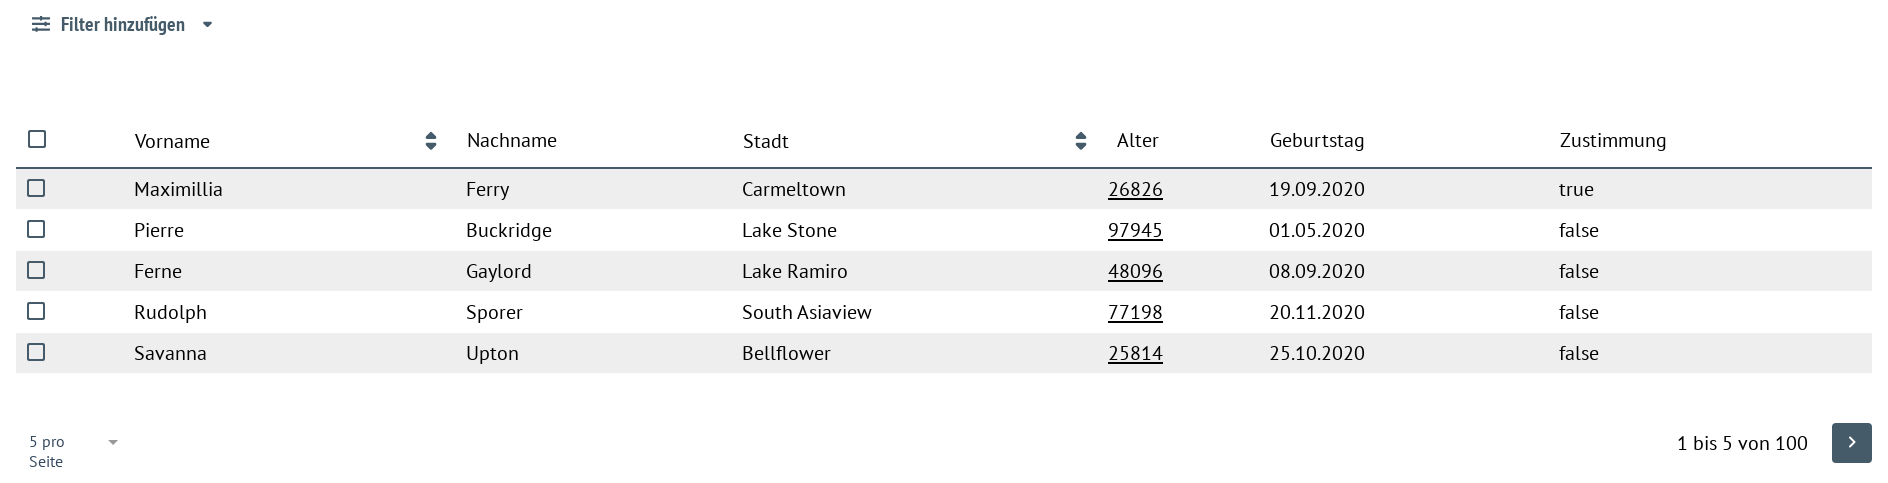 Filter hinzufügen
Vorname Nachname Stadt Alter Geburtstag Zustimmung
Maximillia Ferry Carmeltown 26826 19.09.2020 true
Pierre Buckridge Lake Stone 97945 01.05.2020 false
Ferne Gaylord Lake Ramiro 48096 08.09.2020 false
Rudolph Sporer South Asiaview 77198 20.11.2020 false
Savanna Upton Bellflower 25814 25.10.2020 false
5 pro
Seite
1 bis 5 von 100